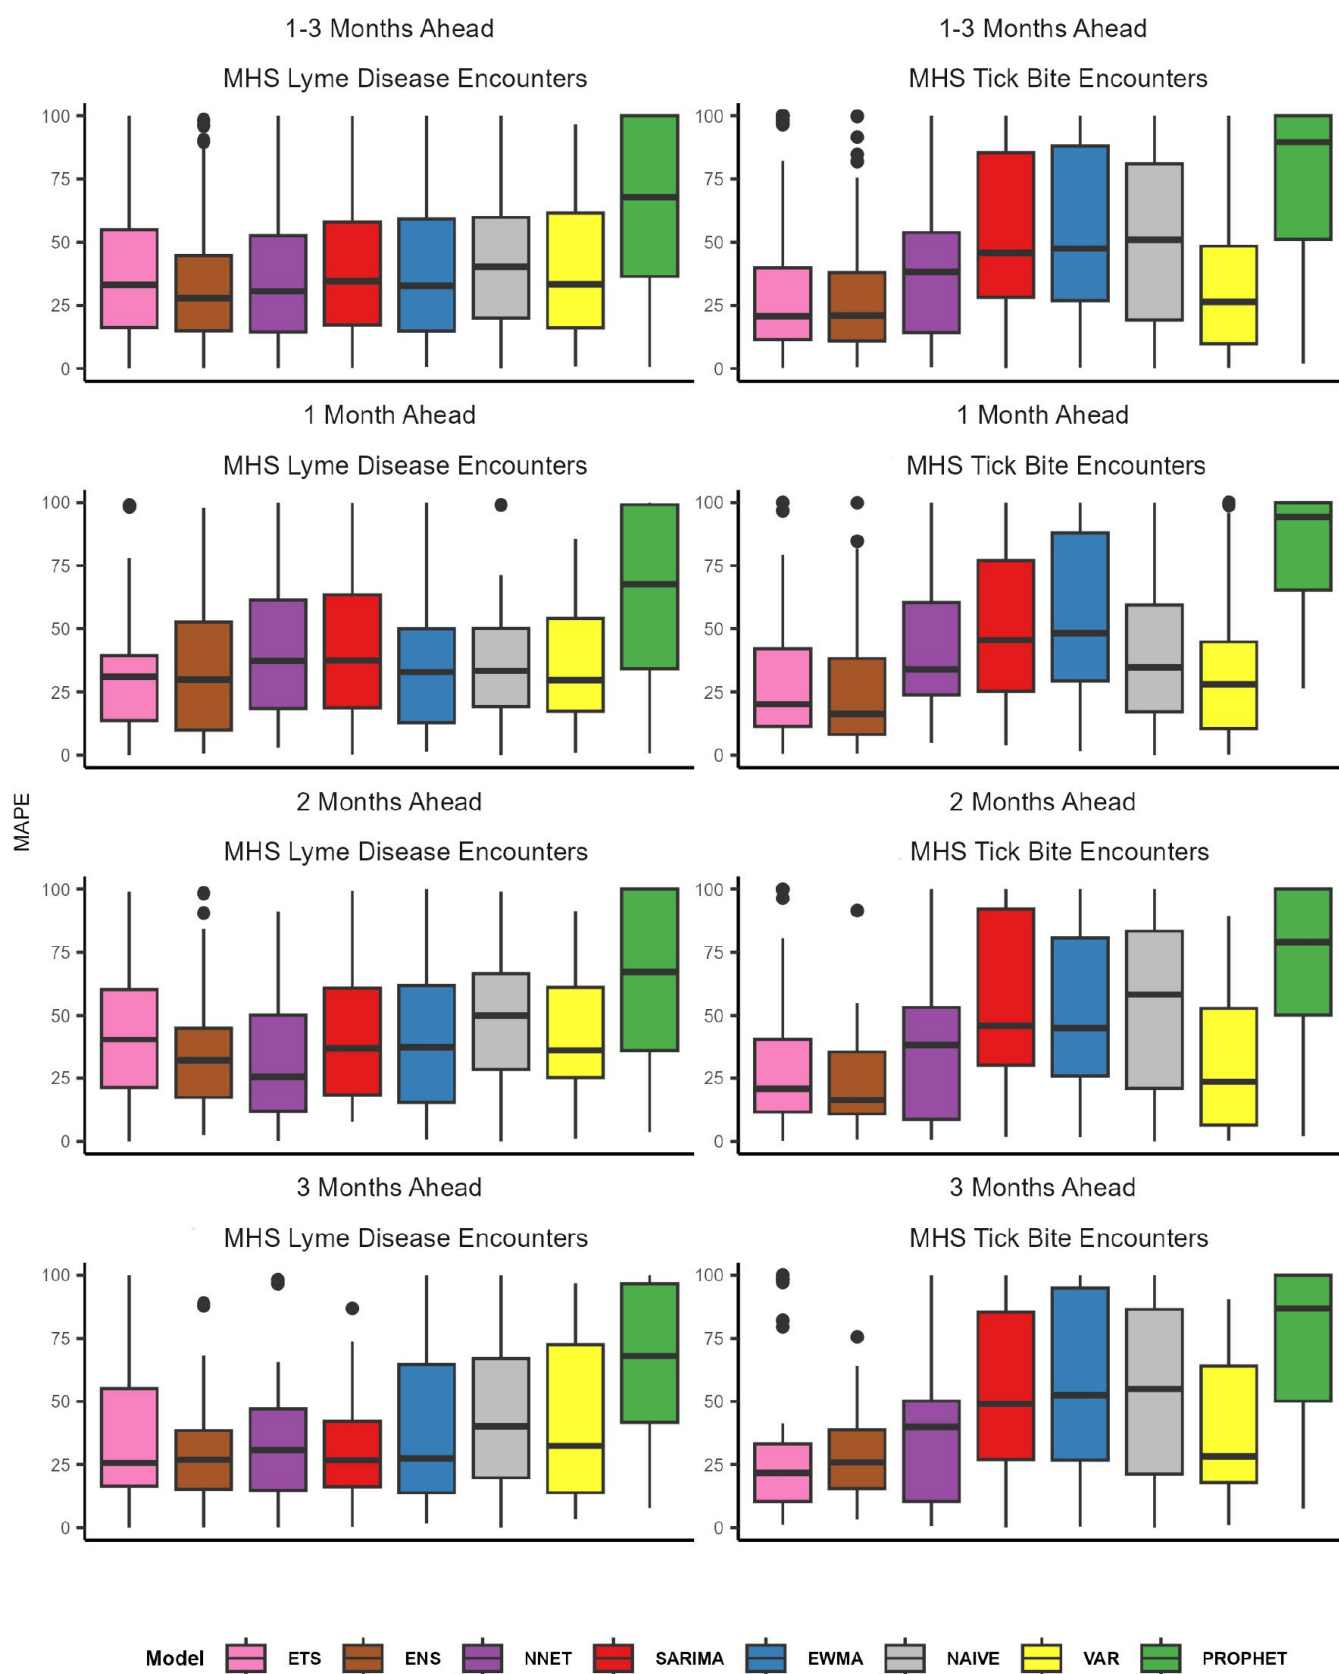 1-3 Months Ahead
1-3 Months Ahead
MHS Lyme Disease Encounters
MHS Tick Bite Encounters
100
75
50
25
0
100
75
50
25
0
1 Month Ahead
1 Month Ahead
MHS Lyme Disease Encounters
MHS Tick Bite Encounters
100
75
50
25
0
100
75
50
25
0
MAPE
2 Months Ahead
2 Months Ahead
MHS Lyme Disease Encounters
MHS Tick Bite Encounters
100
75
50
25
0
100
75
50
25
0
3 Months Ahead
3 Months Ahead
MHS Lyme Disease Encounters
MHS Tick Bite Encounters
100
75
50
25
0
100
75
50
25
0
Model ETS ENS NNET SARIMA EWMA NAIVE VAR PROPHET